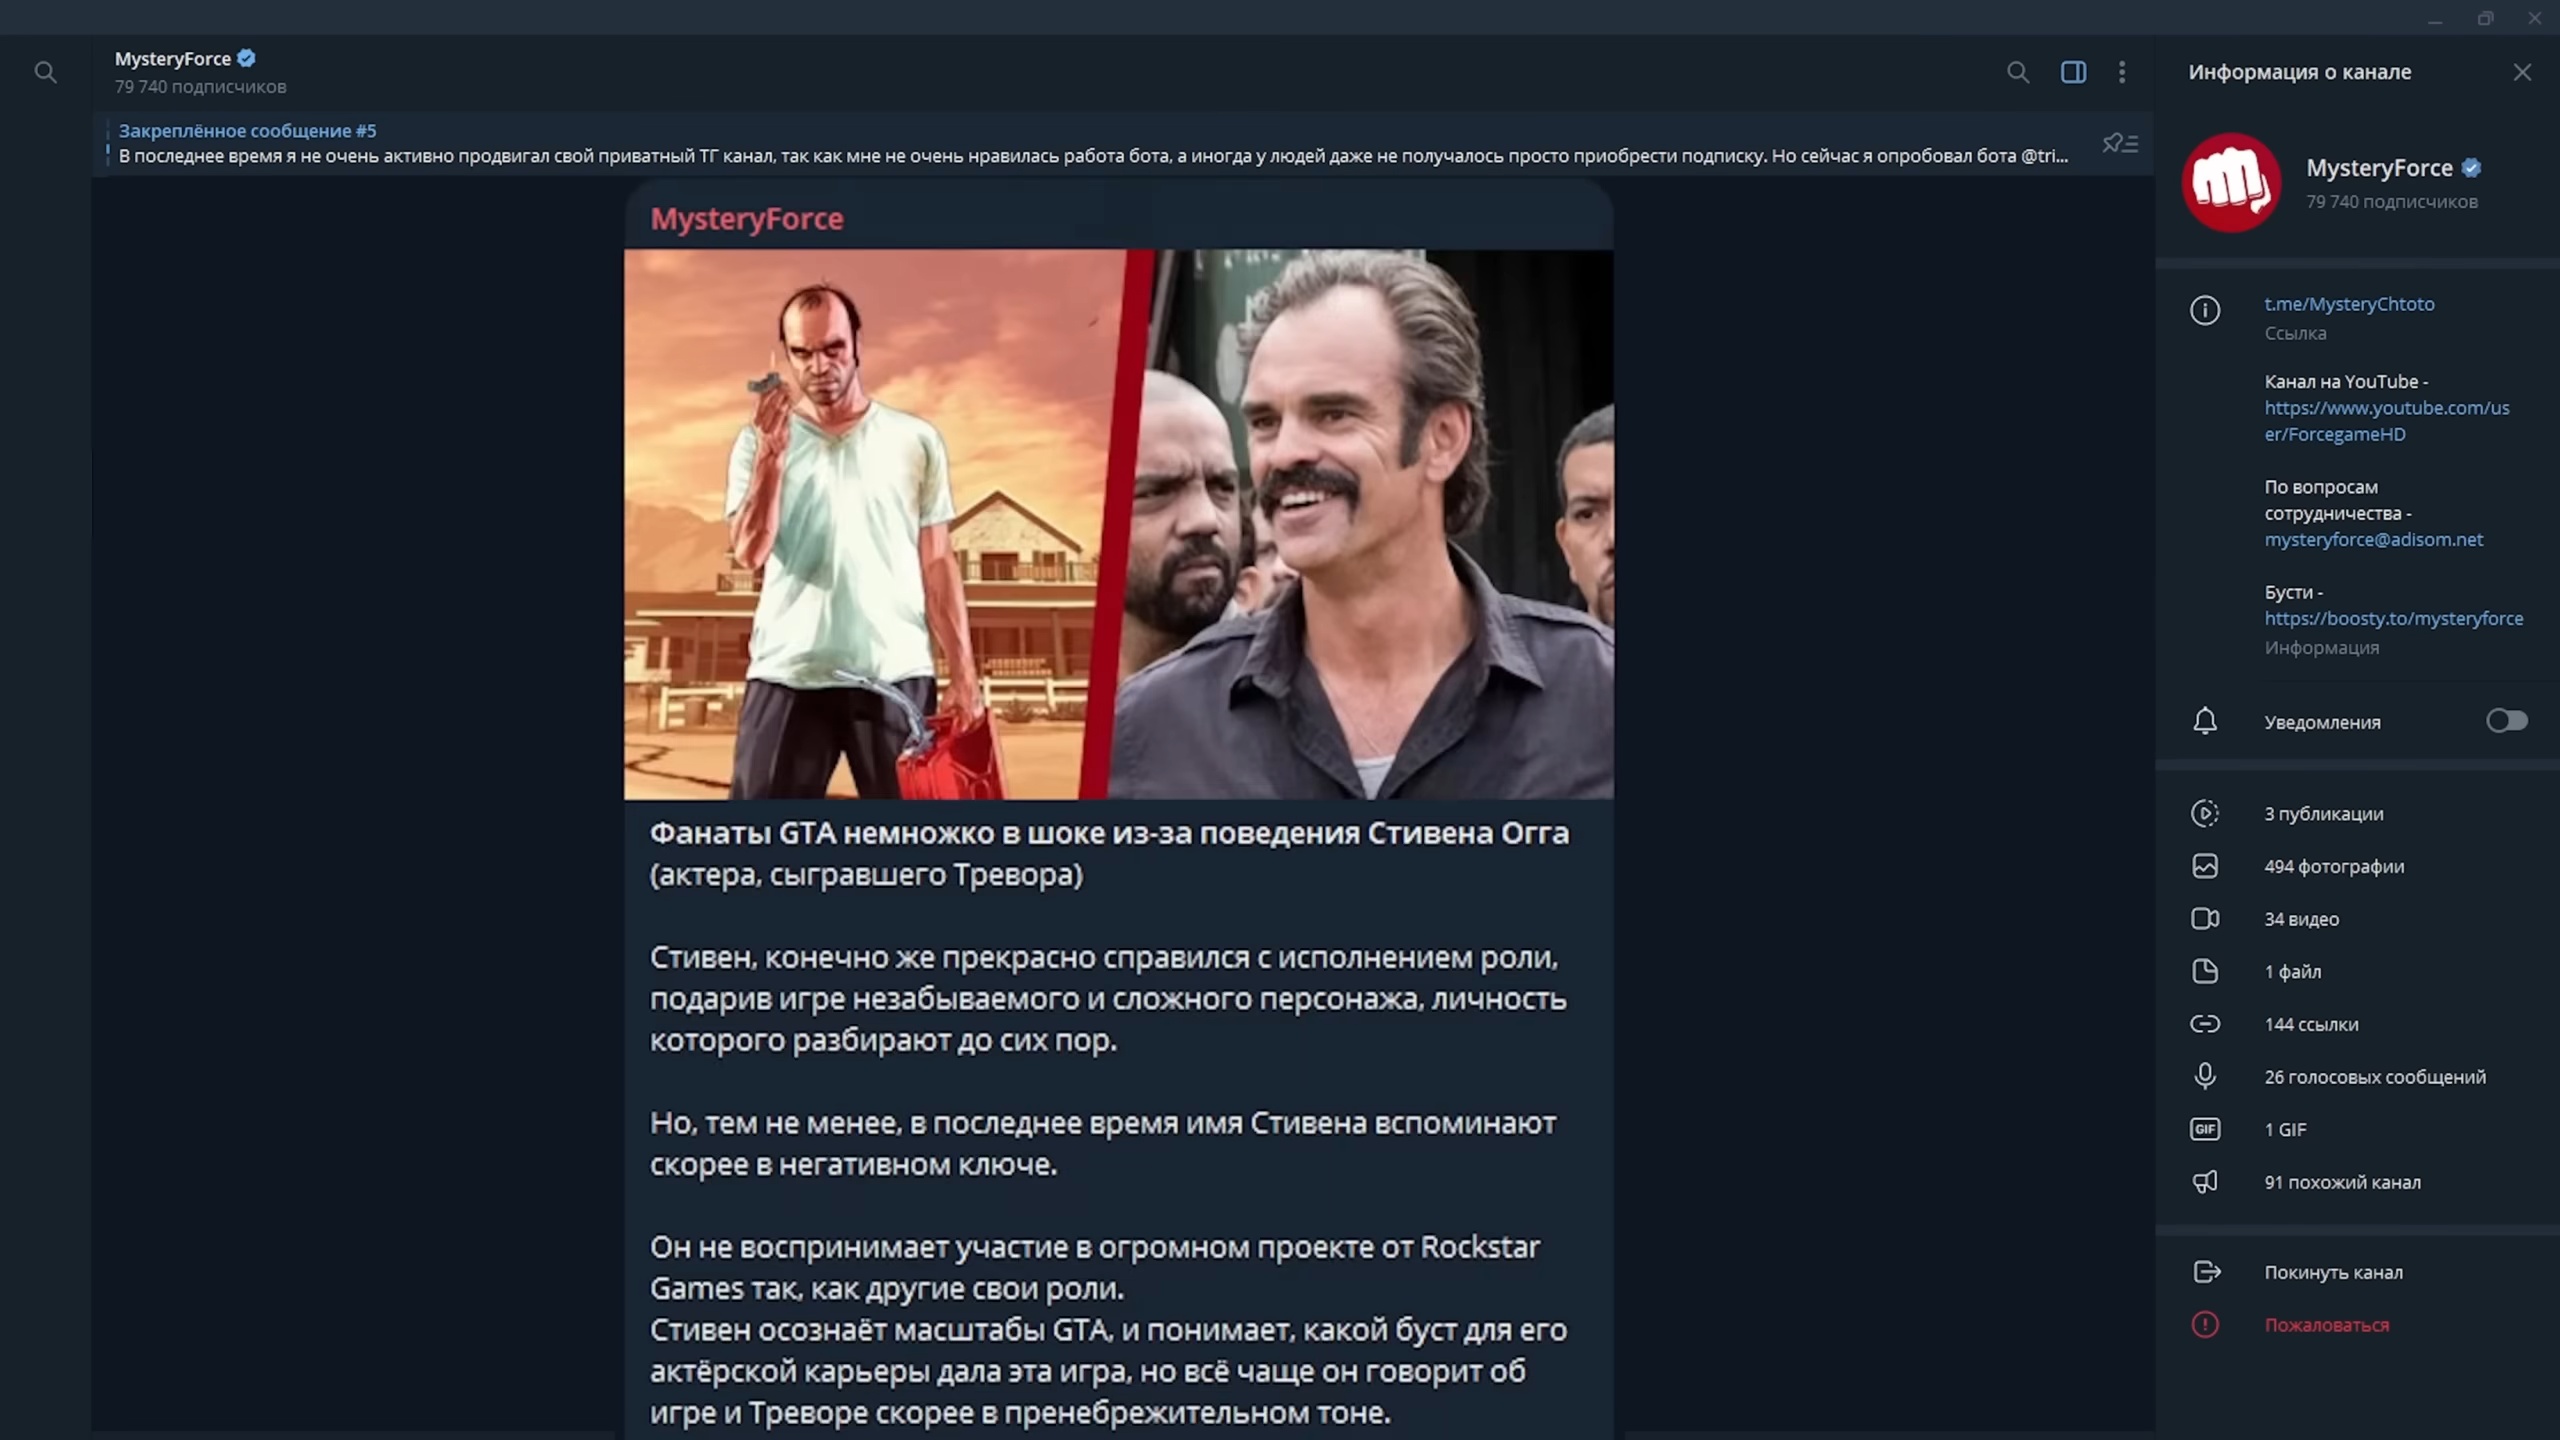 MysteryForce
79 740 подписчиков
Закреплённое сообщение #5
В последнее время я не очень активно продвигал свой приватный ТГ канал, так как мне не очень нравилась работа бота, а иногда у людей даже не получалось просто приобрести подписку. Но сейчас я опробовал бота @tri...
MysteryForce
Фанаты GTA немножко в шоке из-за поведения Стивена Огга
(актера, сыгравшего Тревора)
Стивен, конечно же прекрасно справился с исполнением роли,
подарив игре незабываемого и сложного персонажа, личность
которого разбирают до сих пор.
Но, тем не менее, в последнее время имя Стивена вспоминают
скорее в негативном ключе.
Он не воспринимает участие в огромном проекте от Rockstar
Games так, как другие свои роли.
Стивен осознаёт масштабы GTA, и понимает, какой буст для его
актёрской карьеры дала эта игра, но всё чаще он говорит об
игре и Треворе скорее в пренебрежительном тоне.
Информация о канале
MysteryForce
79 740 подписчиков
t.me/MysteryChtoto
Ссылка
Канал на YouTube -
https://www.youtube.com/us
er/ForcegameHD
По вопросам
сотрудничества -
mysteryforce@adisom.net
Бусти -
https://boosty.to/mysteryforce
Информация
Уведомления
3 публикации
494 фотографии
34 видео
1 файл
144 ссылки
26 голосовых сообщений
GIF
1 GIF
91 похожий канал
Покинуть канал
Пожаловаться